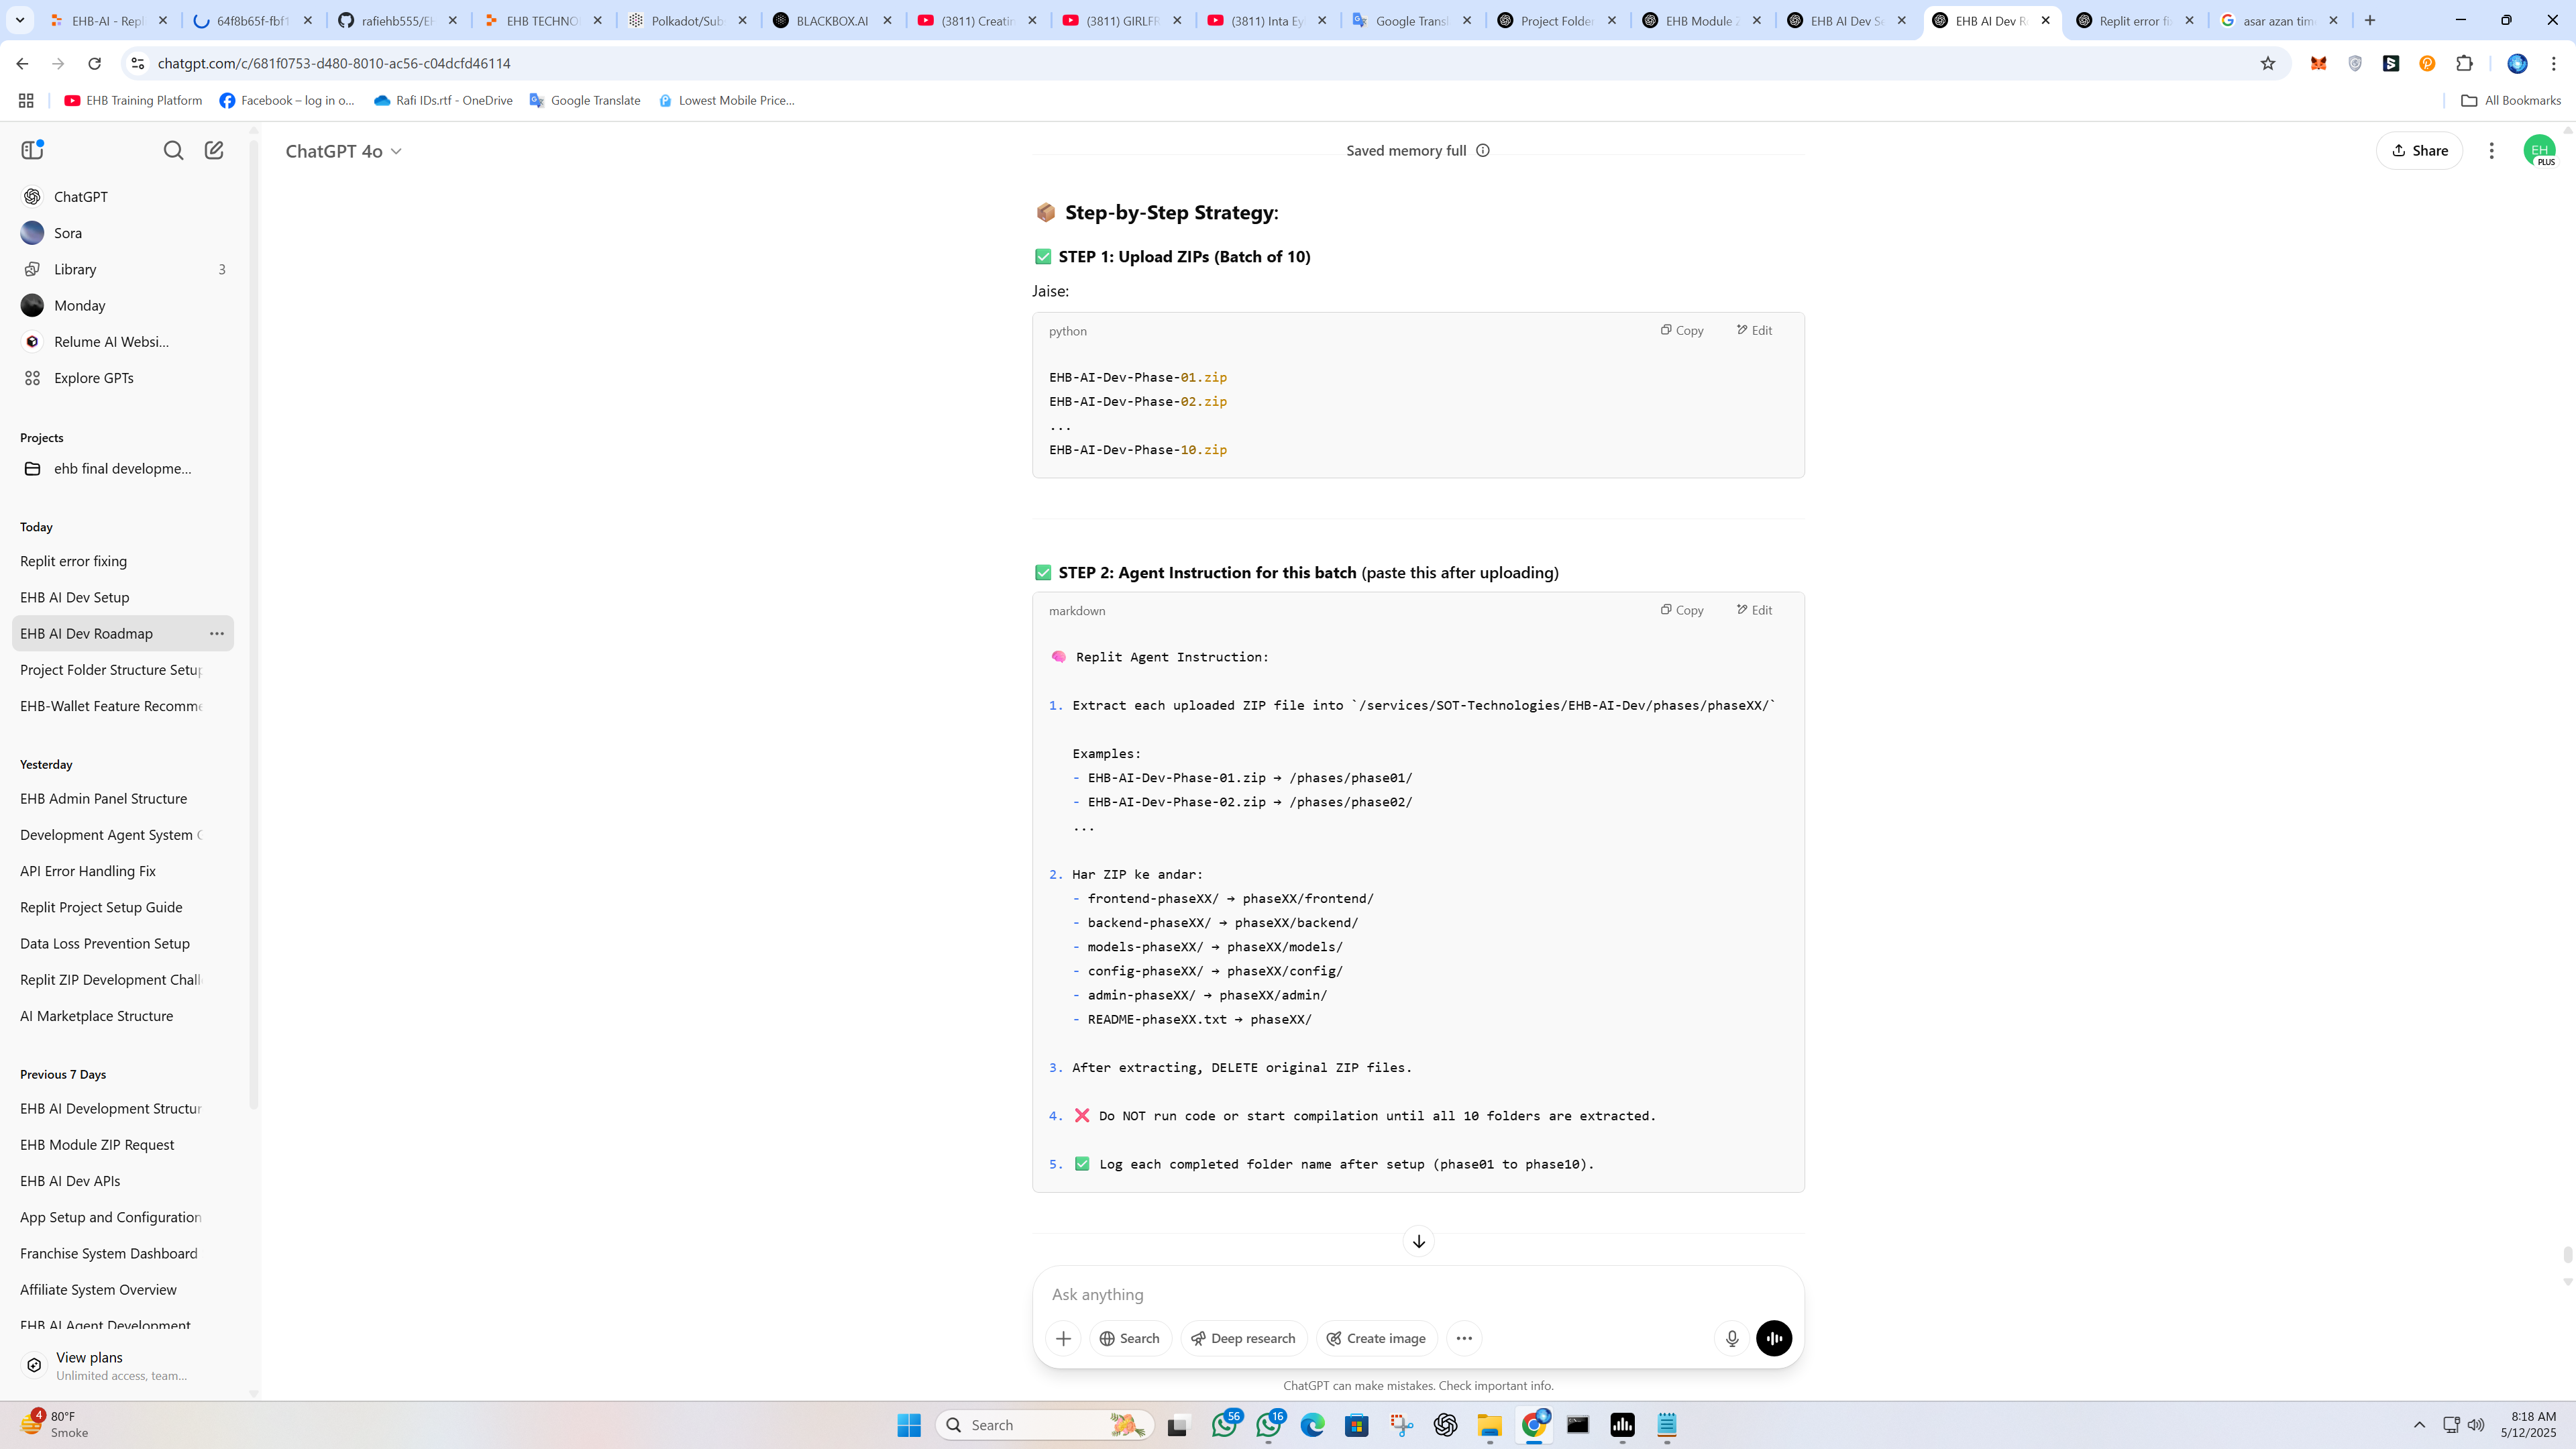 EHB-AI - Repli
64f8b65f-fbf1
rafiehb555/EH
EHB TECHNO
Polkadot/Sub
BLACKBOX.AI
(3811) Creatin
(3811) GIRLFR
(3811) Inta Ey
Google Transl
Project Folder
EHB Module Z
EHB AI Dev Se
EHB AI Dev Ro
Replit error fix
asar azan time
chatgpt.com/c/681f0753-d480-8010-ac56-c04dcfd46114
EHB Training Platform
Facebook – log in o...
Rafi IDs.rtf - OneDrive
Google Translate
Lowest Mobile Price...
All Bookmarks
ChatGPT 4o
Saved memory full
Share
EH
PLUS
ChatGPT
Sora
Library 3
Monday
Relume AI Websi...
Explore GPTs
Projects
ehb final developme...
Today
Replit error fixing
EHB AI Dev Setup
EHB AI Dev Roadmap
Project Folder Structure Setup
EHB-Wallet Feature Recomme
Yesterday
EHB Admin Panel Structure
Development Agent System
API Error Handling Fix
Replit Project Setup Guide
Data Loss Prevention Setup
Replit ZIP Development Chall
AI Marketplace Structure
Previous 7 Days
EHB AI Development Structur
EHB Module ZIP Request
EHB AI Dev APIs
App Setup and Configuration
Franchise System Dashboard
Affiliate System Overview
EHB AI Agent Development
View plans
Unlimited access, team...
📦 Step-by-Step Strategy:
✅ STEP 1: Upload ZIPs (Batch of 10)
Jaise:
python Copy Edit
EHB-AI-Dev-Phase-01.zip
EHB-AI-Dev-Phase-02.zip
...
EHB-AI-Dev-Phase-10.zip
✅ STEP 2: Agent Instruction for this batch (paste this after uploading)
markdown Copy Edit
🧠 Replit Agent Instruction:
1. Extract each uploaded ZIP file into `/services/SOT-Technologies/EHB-AI-Dev/phases/phaseXX/`
Examples:
- EHB-AI-Dev-Phase-01.zip → /phases/phase01/
- EHB-AI-Dev-Phase-02.zip → /phases/phase02/
...
2. Har ZIP ke andar:
- frontend-phaseXX/ → phaseXX/frontend/
- backend-phaseXX/ → phaseXX/backend/
- models-phaseXX/ → phaseXX/models/
- config-phaseXX/ → phaseXX/config/
- admin-phaseXX/ → phaseXX/admin/
- README-phaseXX.txt → phaseXX/
3. After extracting, DELETE original ZIP files.
4. ❌ Do NOT run code or start compilation until all 10 folders are extracted.
5. ✅ Log each completed folder name after setup (phase01 to phase10).
Ask anything
Search
Deep research
Create image
ChatGPT can make mistakes. Check important info.
4
80°F
Smoke
Search
56
16
8:18 AM
5/12/2025